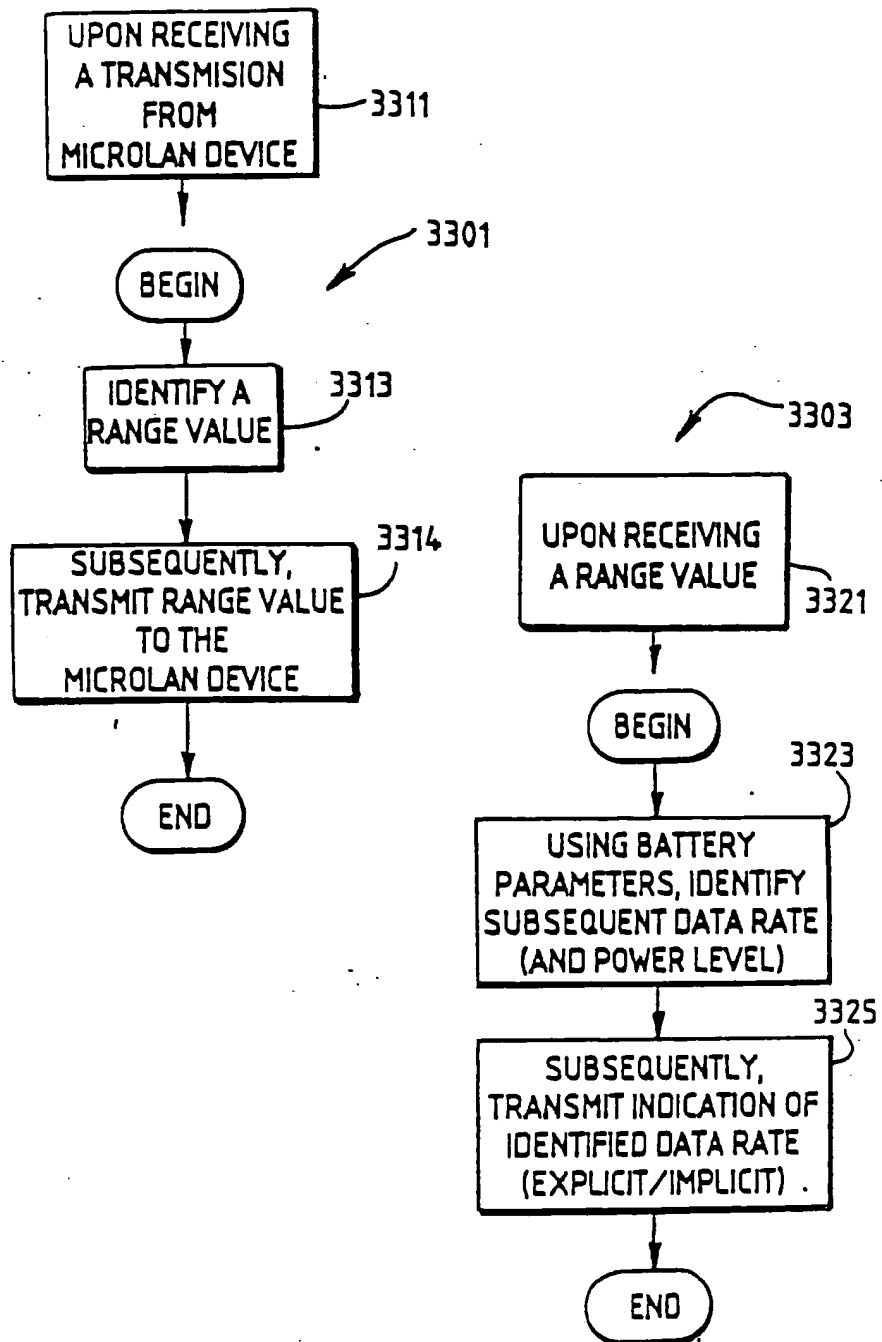 UPON RECEIVING
A TRANSMISION
FROM
MICROLAN DEVICE
3311
3301
BEGIN
IDENTIFY A
RANGE VALUE
3313
SUBSEQUENTLY,
TRANSMIT RANGE VALUE
TO THE
MICROLAN DEVICE
3314
END
3303
UPON RECEIVING
A RANGE VALUE
3321
BEGIN
3323
USING BATTERY
PARAMETERS, IDENTIFY
SUBSEQUENT DATA RATE
(AND POWER LEVEL)
3325
SUBSEQUENTLY,
TRANSMIT INDICATION OF
IDENTIFIED DATA RATE
(EXPLICIT/IMPLICIT) .
END